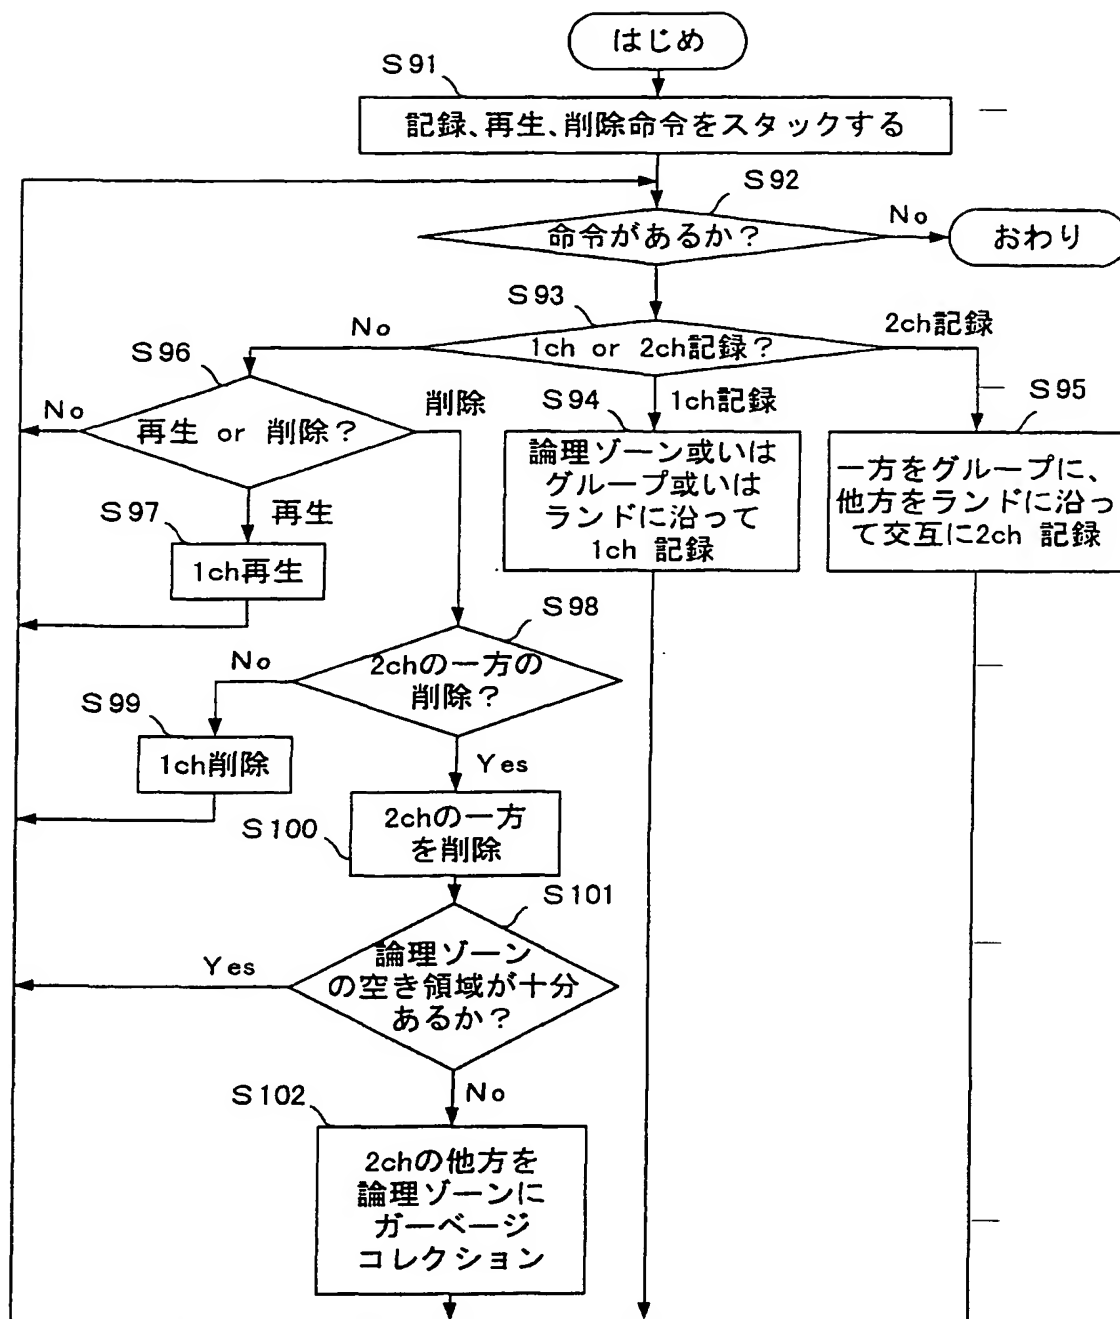 はじめ
S91
記録、再生、削除命令をスタックする
S92
命令があるか？
No
おわり
S93
1ch or 2ch記録？
No
2ch記録
1ch記録
S96
再生 or 削除？
No
削除
再生
S94
論理ゾーン或いは
グループ或いは
ランドに沿って
1ch 記録
S95
一方をグループに、
他方をランドに沿っ
て交互に2ch 記録
S97
1ch再生
S98
2chの一方の
削除？
No
Yes
S99
1ch削除
S100
2chの一方
を削除
S101
論理ゾーン
の空き領域が十分
あるか？
Yes
No
S102
2chの他方を
論理ゾーンに
ガーベージ
コレクション